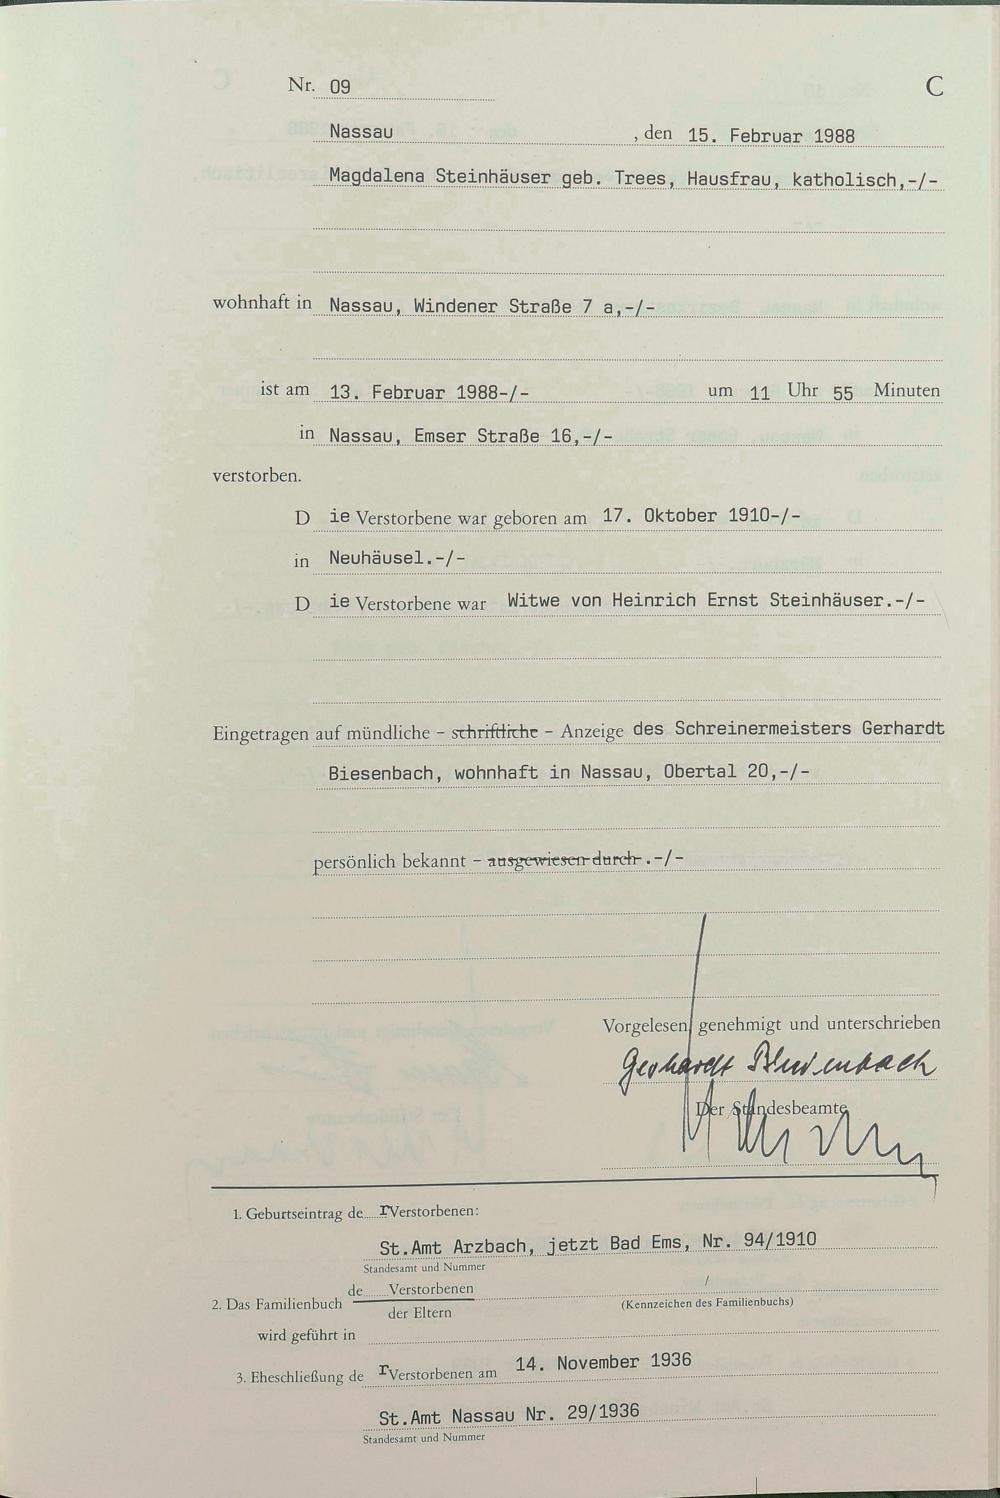 Nr. 09 C
Nassau , den 15. Februar 1988
Magdalena Steinhäuser geb. Trees, Hausfrau, katholisch,-/-
wohnhaft in Nassau, Windener Straße 7 a,-/-
ist am 13. Februar 1988-/- um 11 Uhr 55 Minuten
in Nassau, Emser Straße 16,-/-
verstorben.
D ie Verstorbene war geboren am 17. Oktober 1910-/-
in Neuhäusel.-/-
D ie Verstorbene war Witwe von Heinrich Ernst Steinhäuser.-/-
Eingetragen auf mündliche - schriftliche - Anzeige des Schreinermeisters Gerhardt
Biesenbach, wohnhaft in Nassau, Obertal 20,-/-
persönlich bekannt - ausgewiesen durch .-/-
Vorgelesen, genehmigt und unterschrieben
Gerhardt Biesenbach
Der Standesbeamte
1. Geburtseintrag de r Verstorbenen:
St.Amt Arzbach, jetzt Bad Ems, Nr. 94/1910
Standesamt und Nummer
2. Das Familienbuch de Verstorbenen /
der Eltern (Kennzeichen des Familienbuchs)
wird geführt in
3. Eheschließung de r Verstorbenen am 14. November 1936
St.Amt Nassau Nr. 29/1936
Standesamt und Nummer